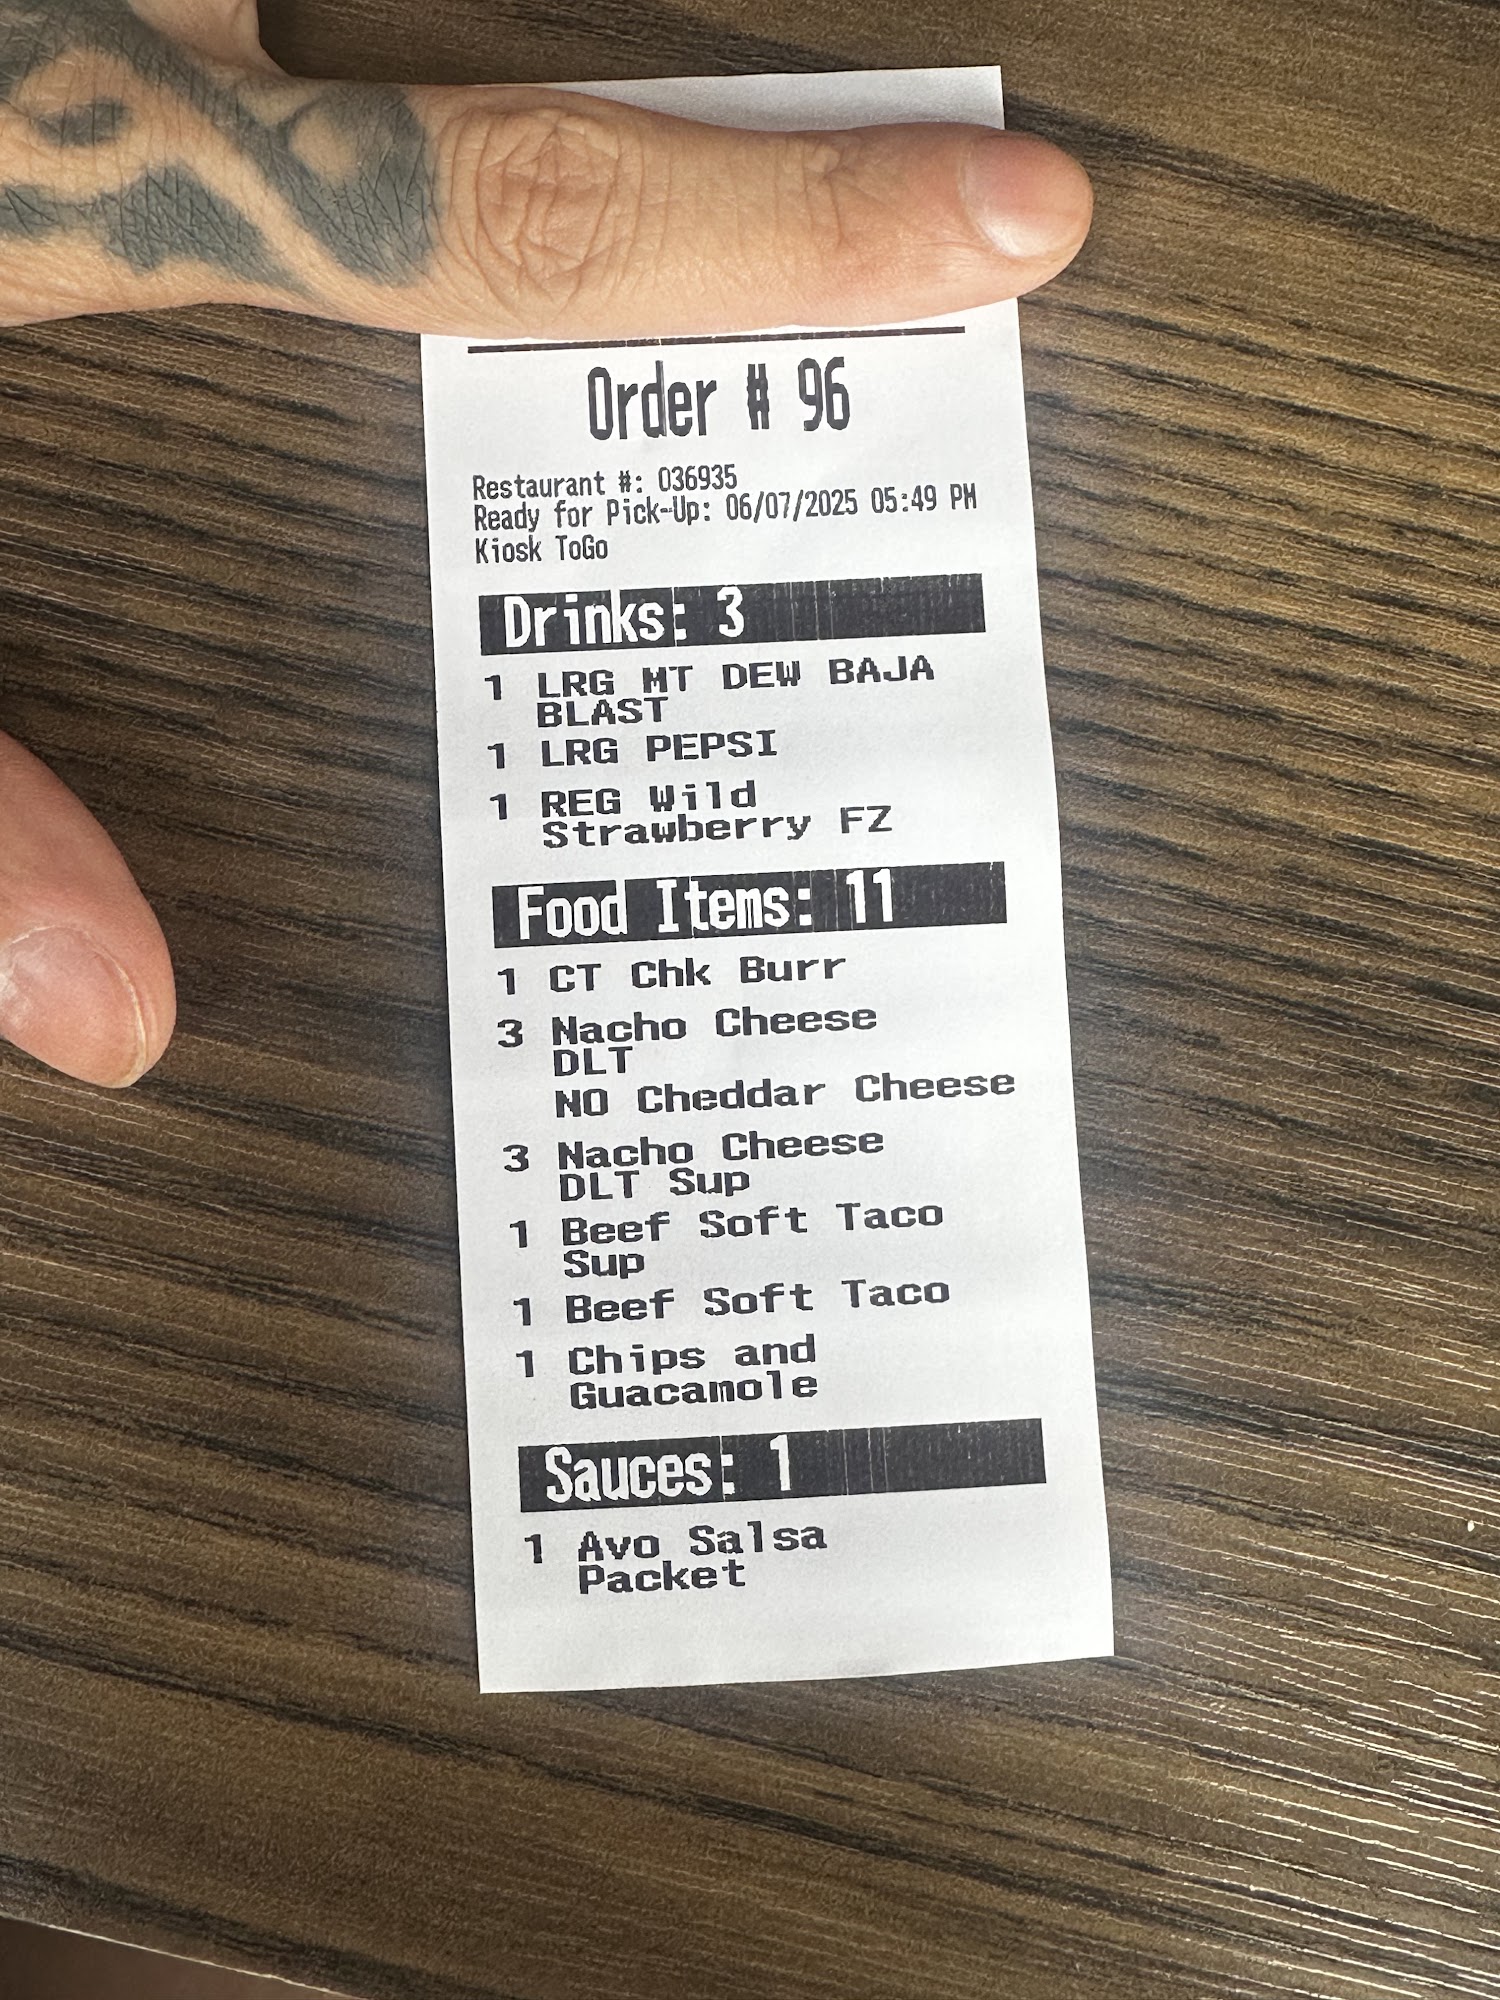 Order # 96
Restaurant #: 036935
Ready for Pick-Up: 06/07/2025 05:49 PM
Kiosk ToGo
Drinks: 3
1 LRG MT DEW BAJA
BLAST
1 LRG PEPSI
1 REG Wild
Strawberry FZ
Food Items: 11
1 CT Chk Burr
3 Nacho Cheese
DLT
NO Cheddar Cheese
3 Nacho Cheese
DLT Sup
1 Beef Soft Taco
Sup
1 Beef Soft Taco
1 Chips and
Guacamole
Sauces: 1
1 Avo Salsa
Packet